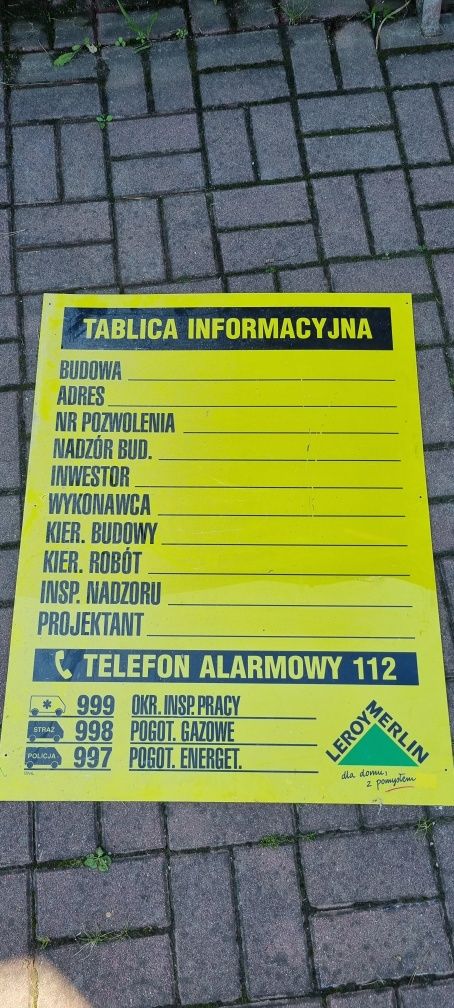 TABLICA INFORMACYJNA
BUDOWA
ADRES
NR POZWOLENIA
NADZÓR BUD.
INWESTOR
WYKONAWCA
KIER. BUDOWY
KIER. ROBÓT
INSP. NADZORU
PROJEKTANT
TELEFON ALARMOWY 112
999 OKR. INSP. PRACY
STRAŻ 998 POGOT. GAZOWE
POLICJA 997 POGOT. ENERGET.
LEROY MERLIN
dla domu,
z pomysłem